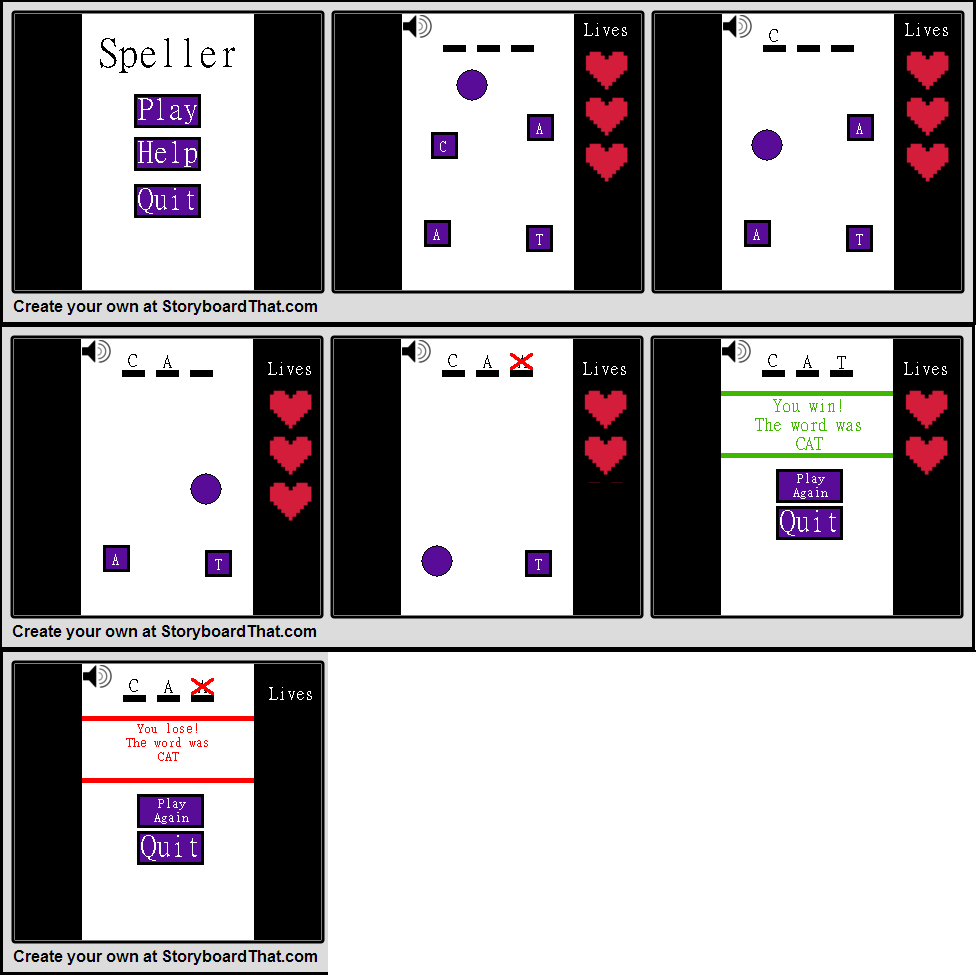 Speller
Play
Help
Quit
Lives
C
A
A
T
Lives
C
A
A
T
Create your own at StoryboardThat.com
C A
Lives
A
T
C A
Lives
T
C A T
Lives
You win!
The word was
CAT
Play
Again
Quit
Create your own at StoryboardThat.com
C A
Lives
You lose!
The word was
CAT
Play
Again
Quit
Create your own at StoryboardThat.com